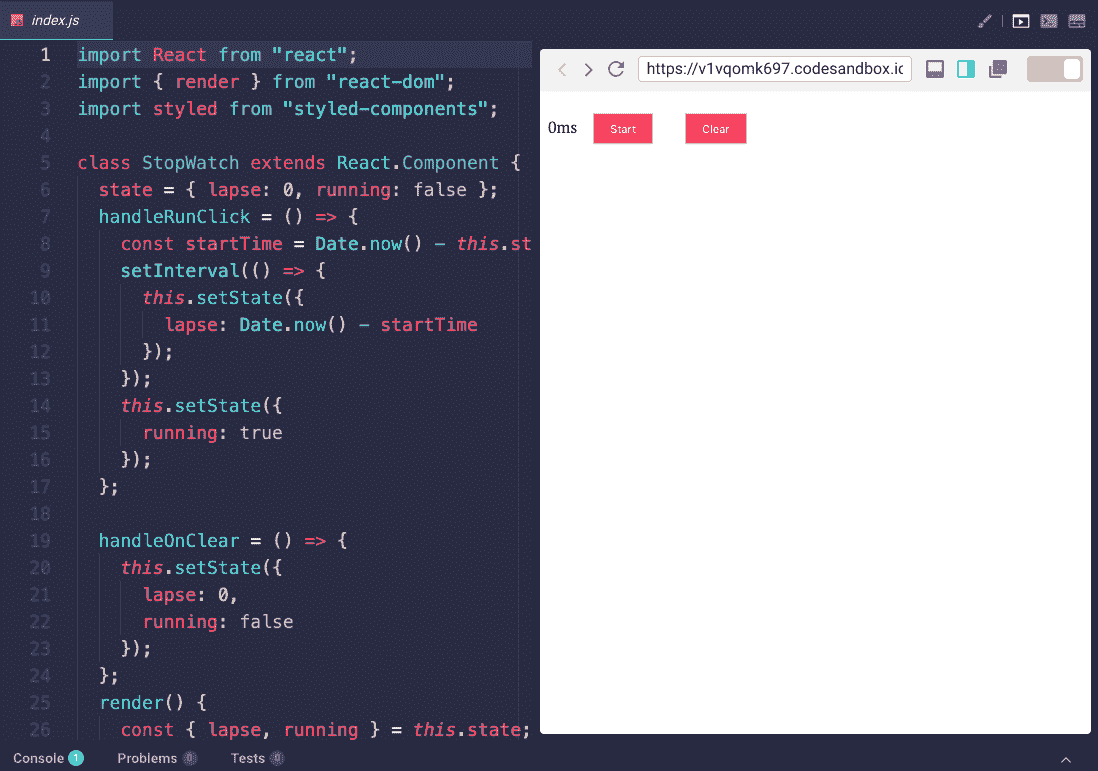 index.js
1 import React from "react";
2 import { render } from "react-dom";
3 import styled from "styled-components";
4
5 class StopWatch extends React.Component {
6 state = { lapse: 0, running: false };
7 handleRunClick = () => {
8 const startTime = Date.now() - this.st
9 setInterval(() => {
10 this.setState({
11 lapse: Date.now() - startTime
12 });
13 });
14 this.setState({
15 running: true
16 });
17 };
18
19 handleOnClear = () => {
20 this.setState({
21 lapse: 0,
22 running: false
23 });
24 };
25 render() {
26 const { lapse, running } = this.state;
Console 1 Problems 0 Tests 0
https://v1vqomk697.codesandbox.ic
0ms Start Clear